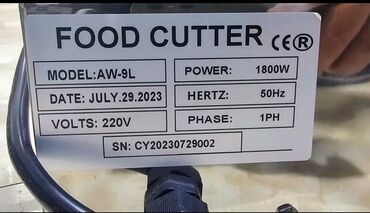 FOOD CUTTER CE ®
MODEL:AW-9L POWER: 1800W
DATE: JULY.29.2023 HERTZ: 50Hz
VOLTS: 220V PHASE: 1PH
SN: CY20230729002